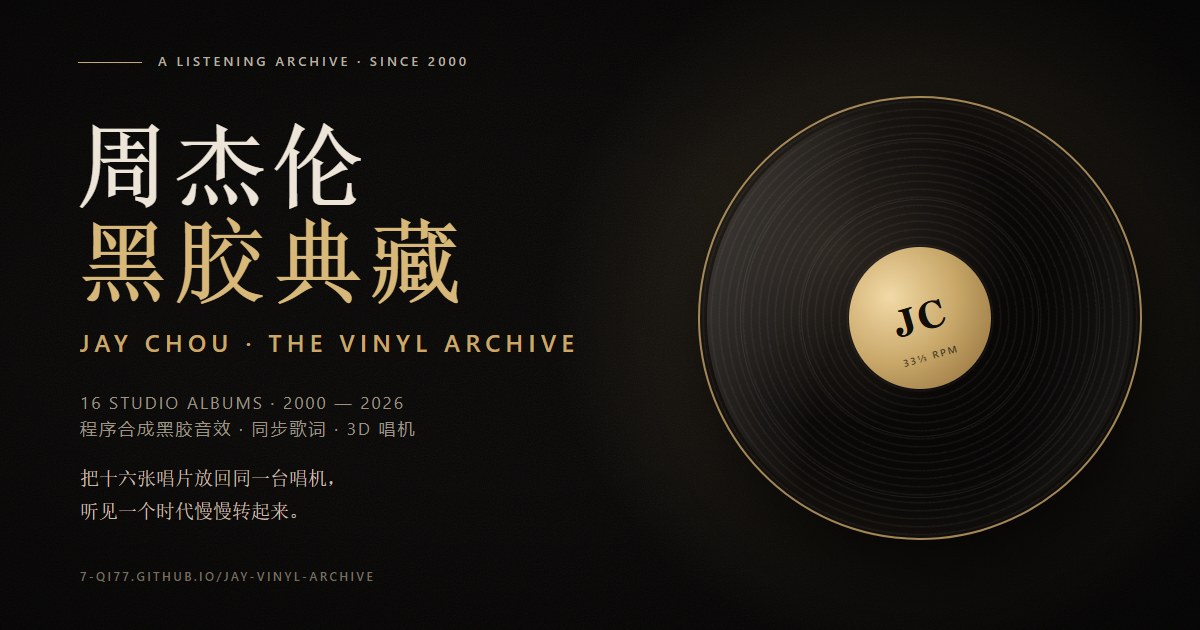 A LISTENING ARCHIVE · SINCE 2000
周杰伦
黑胶典藏
JAY CHOU · THE VINYL ARCHIVE
16 STUDIO ALBUMS · 2000 — 2026
程序合成黑胶音效 · 同步歌词 · 3D 唱机
把十六张唱片放回同一台唱机，
听见一个时代慢慢转起来。
7-QI77.GITHUB.IO/JAY-VINYL-ARCHIVE
JC
33⅓ RPM